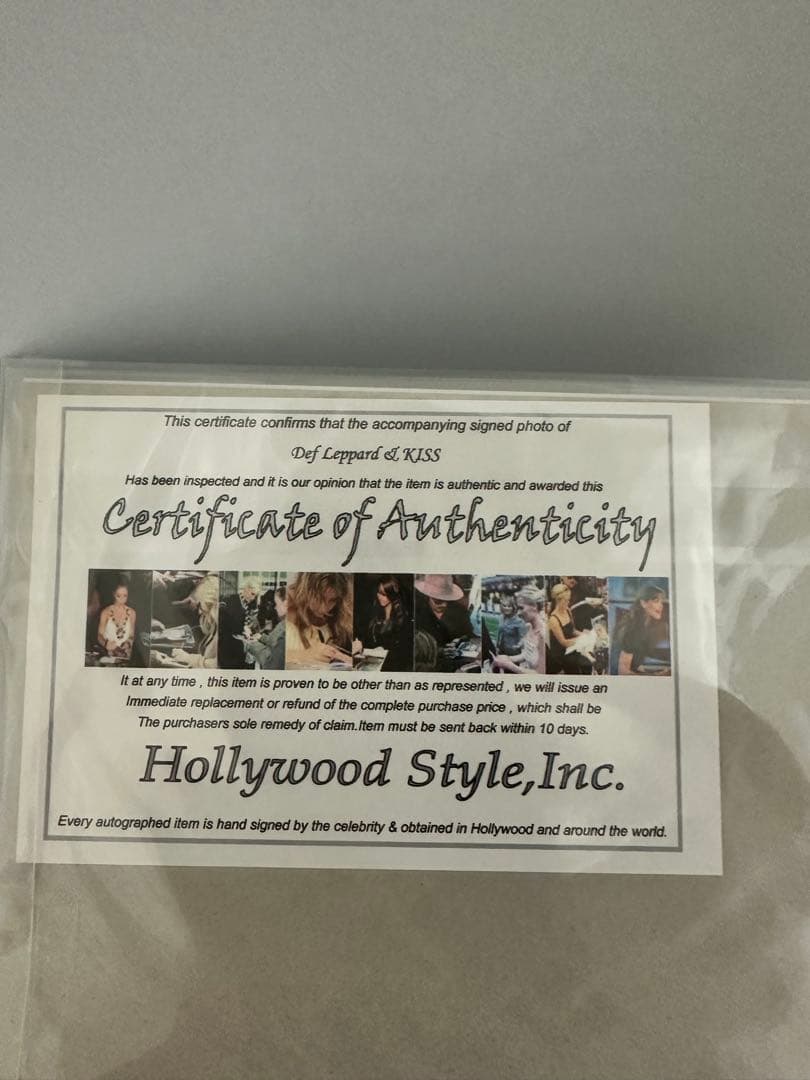 This certificate confirms that the accompanying signed photo of
Def Leppard & KISS
Has been inspected and it is our opinion that the item is authentic and awarded this
Certificate of Authenticity
It at any time , this item is proven to be other than as represented , we will issue an
Immediate replacement or refund of the complete purchase price , which shall be
The purchasers sole remedy of claim.Item must be sent back within 10 days.
Hollywood Style,Inc.
Every autographed item is hand signed by the celebrity & obtained in Hollywood and around the world.